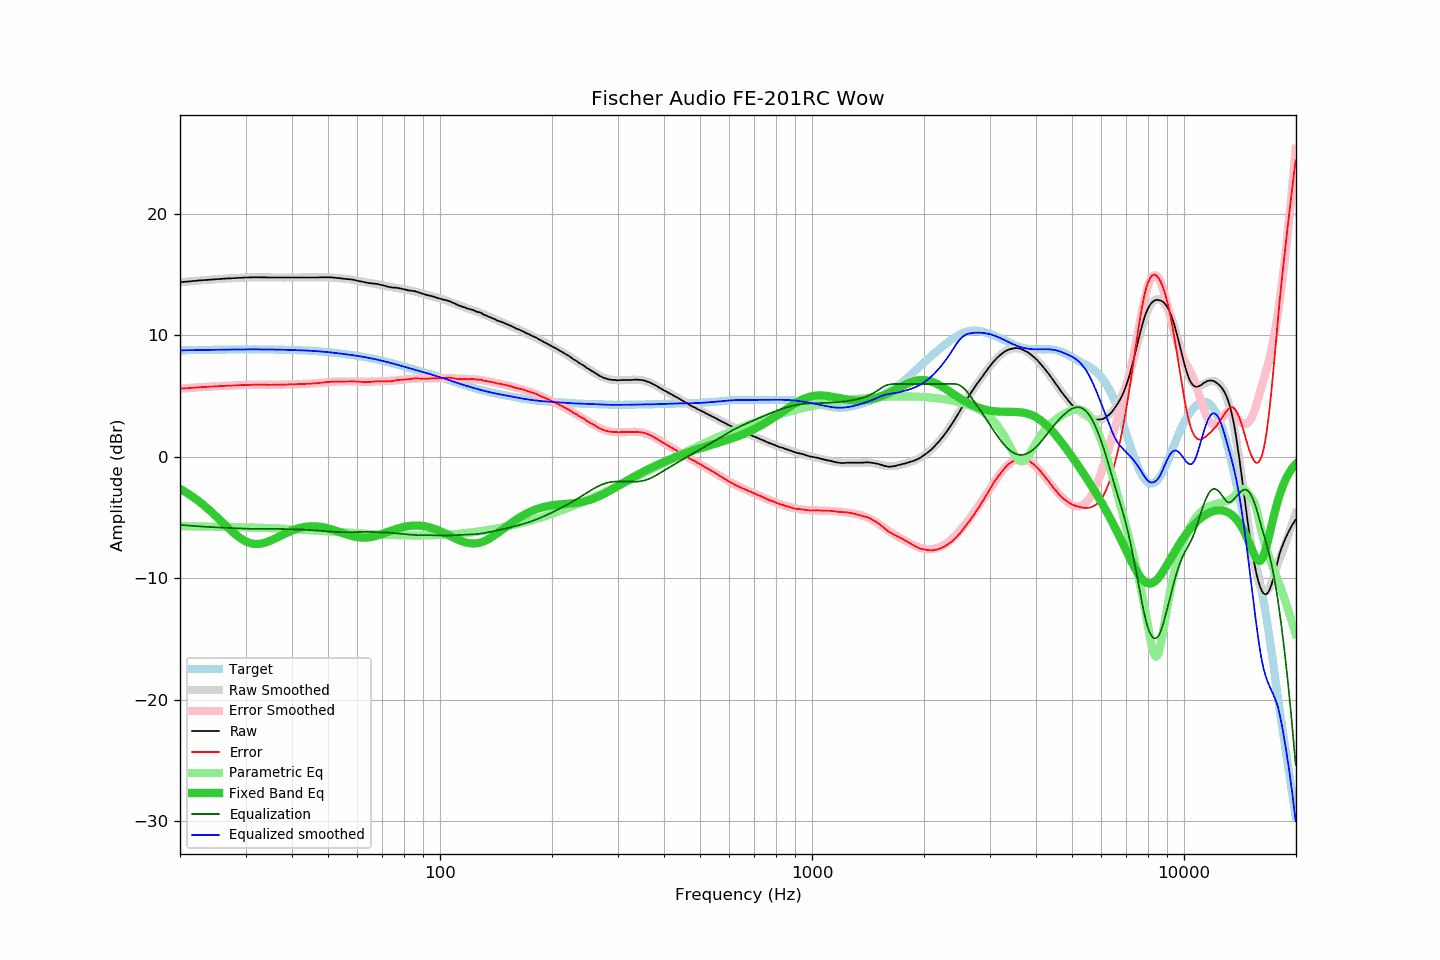 Fischer Audio FE-201RC Wow
Amplitude (dBr)
20
10
0
−10
−20
−30
Target
Raw Smoothed
Error Smoothed
Raw
Error
Parametric Eq
Fixed Band Eq
Equalization
Equalized smoothed
100
1000
10000
Frequency (Hz)